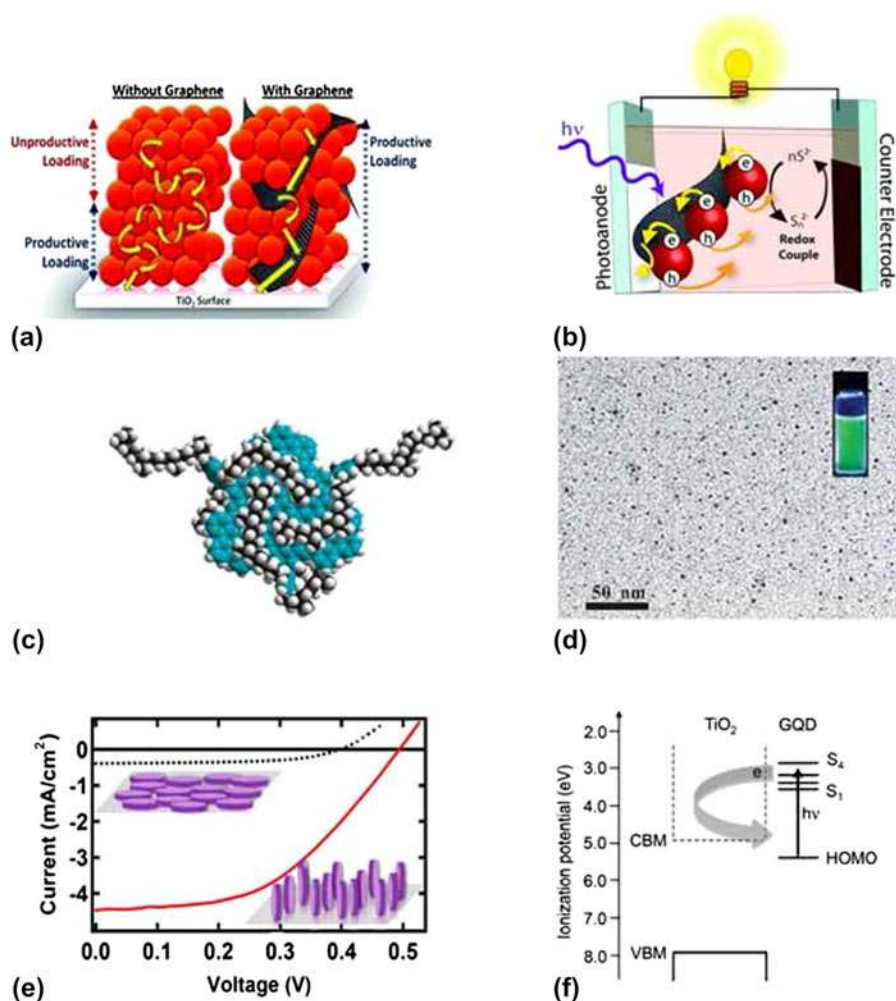 Without Graphene
With Graphene
Unproductive
Loading
Productive
Loading
Productive
Loading
TiO₂ Surface
(a)
hν
Photoanode
e
h
e
h
e
h
nS²⁻
Sₙ²⁻
Redox
Couple
Counter Electrode
(b)
(c)
50 nm
(d)
Current (mA/cm²)
0
-1
-2
-3
-4
0.0 0.1 0.2 0.3 0.4 0.5
Voltage (V)
(e)
Ionization potential (eV)
2.0
3.0
4.0
5.0
6.0
7.0
8.0
TiO₂
GQD
e
S₄
S₁
hν
CBM
HOMO
VBM
(f)